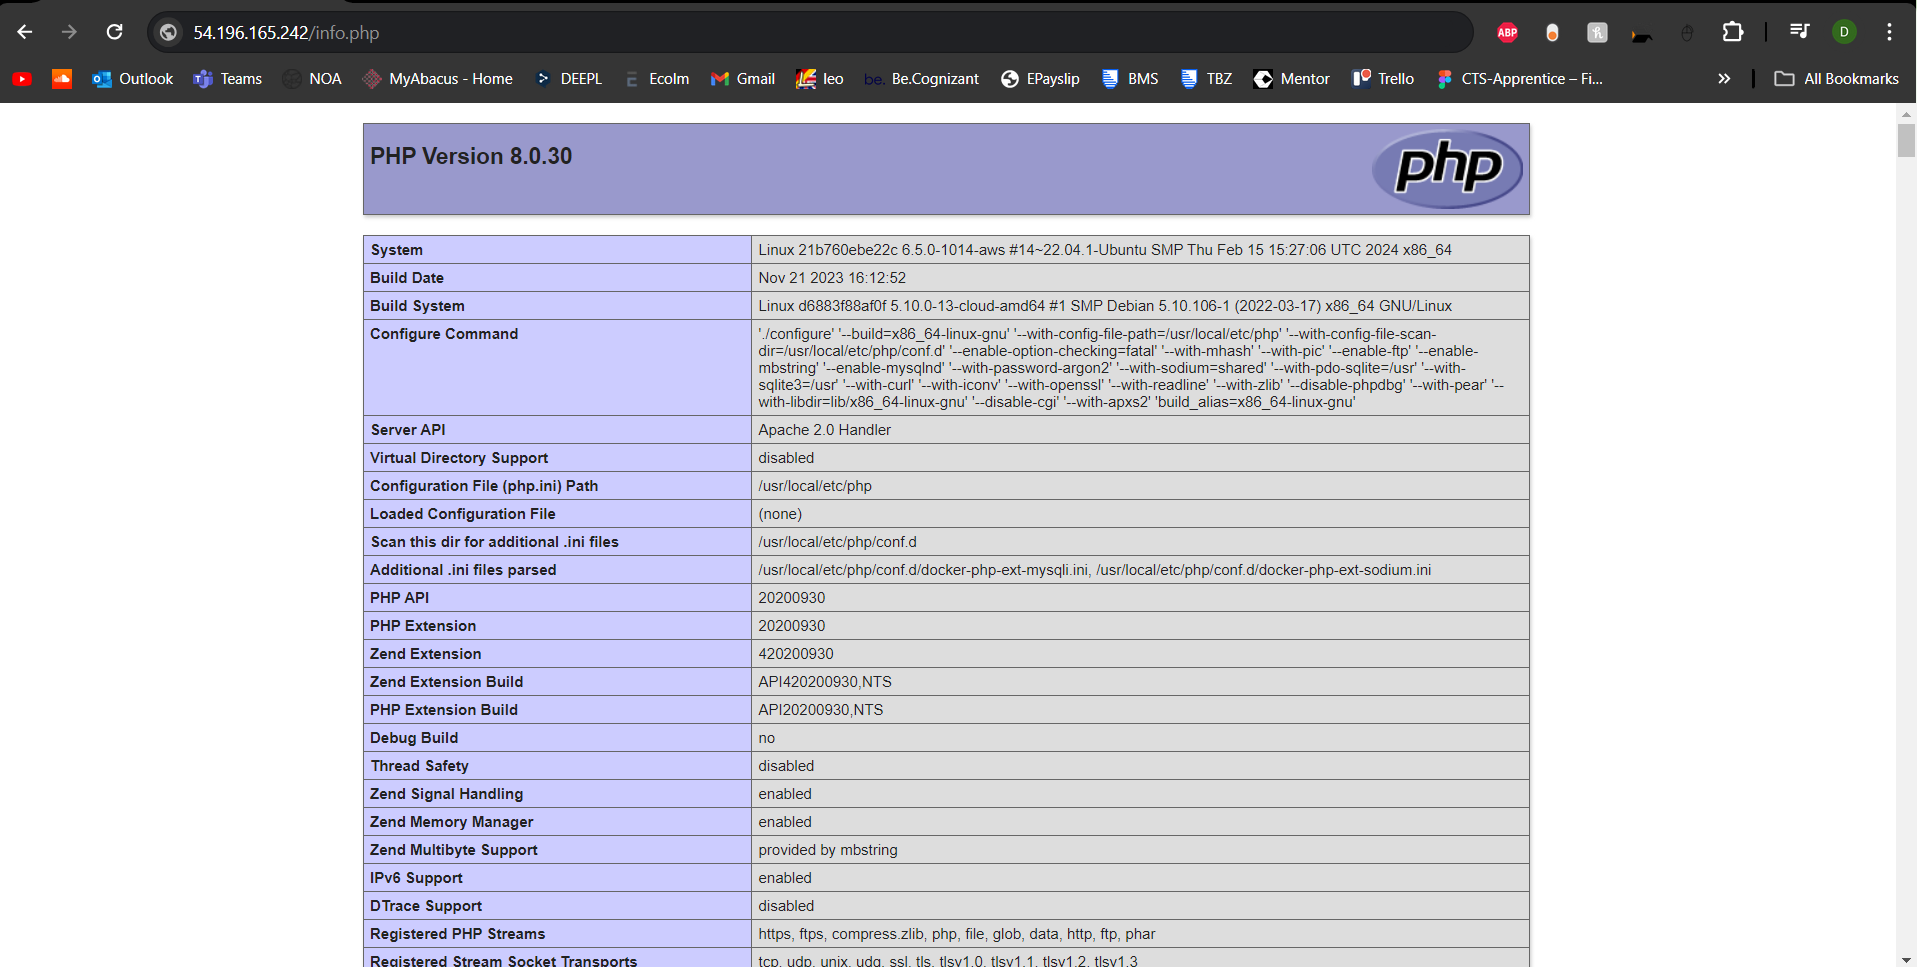 54.196.165.242/info.php
ABP
D
Outlook
Teams
NOA
MyAbacus - Home
DEEPL
Ecolm
Gmail
leo
be.
Be.Cognizant
EPayslip
BMS
TBZ
Mentor
Trello
CTS-Apprentice – Fi...
All Bookmarks
PHP Version 8.0.30
php
System Linux 21b760ebe22c 6.5.0-1014-aws #14~22.04.1-Ubuntu SMP Thu Feb 15 15:27:06 UTC 2024 x86_64
Build Date Nov 21 2023 16:12:52
Build System Linux d6883f88af0f 5.10.0-13-cloud-amd64 #1 SMP Debian 5.10.106-1 (2022-03-17) x86_64 GNU/Linux
Configure Command './configure' '--build=x86_64-linux-gnu' '--with-config-file-path=/usr/local/etc/php' '--with-config-file-scan-
dir=/usr/local/etc/php/conf.d' '--enable-option-checking=fatal' '--with-mhash' '--with-pic' '--enable-ftp' '--enable-
mbstring' '--enable-mysqlnd' '--with-password-argon2' '--with-sodium=shared' '--with-pdo-sqlite=/usr' '--with-
sqlite3=/usr' '--with-curl' '--with-iconv' '--with-openssl' '--with-readline' '--with-zlib' '--disable-phpdbg' '--with-pear' '--
with-libdir=lib/x86_64-linux-gnu' '--disable-cgi' '--with-apxs2' 'build_alias=x86_64-linux-gnu'
Server API Apache 2.0 Handler
Virtual Directory Support disabled
Configuration File (php.ini) Path /usr/local/etc/php
Loaded Configuration File (none)
Scan this dir for additional .ini files /usr/local/etc/php/conf.d
Additional .ini files parsed /usr/local/etc/php/conf.d/docker-php-ext-mysqli.ini, /usr/local/etc/php/conf.d/docker-php-ext-sodium.ini
PHP API 20200930
PHP Extension 20200930
Zend Extension 420200930
Zend Extension Build API420200930,NTS
PHP Extension Build API20200930,NTS
Debug Build no
Thread Safety disabled
Zend Signal Handling enabled
Zend Memory Manager enabled
Zend Multibyte Support provided by mbstring
IPv6 Support enabled
DTrace Support disabled
Registered PHP Streams https, ftps, compress.zlib, php, file, glob, data, http, ftp, phar
Registered Stream Socket Transports tcp, udp, unix, udg, ssl, tls, tlsv1.0, tlsv1.1, tlsv1.2, tlsv1.3